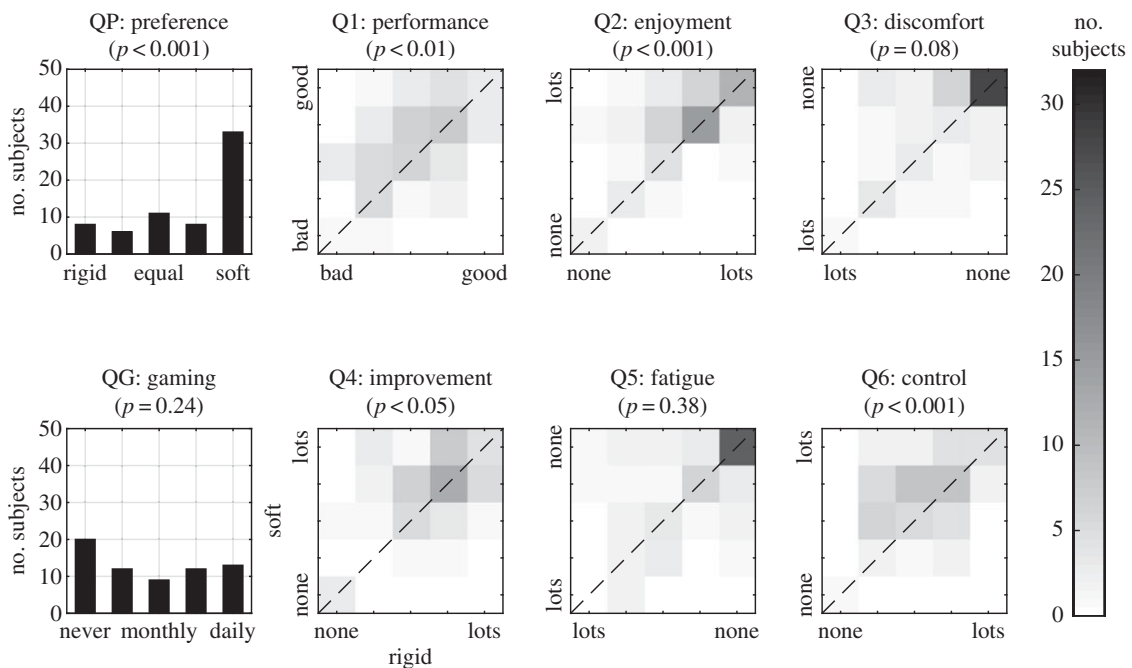 QP: preference
(p < 0.001)
50
40
30
20
10
0
no. subjects
rigid equal soft
Q1: performance
(p < 0.01)
good
bad
bad good
Q2: enjoyment
(p < 0.001)
lots
none
none lots
Q3: discomfort
(p = 0.08)
none
lots
lots none
no.
subjects
30
25
20
15
10
5
0
QG: gaming
(p = 0.24)
50
40
30
20
10
0
no. subjects
never monthly daily
Q4: improvement
(p < 0.05)
lots
none
soft
none lots
rigid
Q5: fatigue
(p = 0.38)
none
lots
lots none
Q6: control
(p < 0.001)
lots
none
none lots